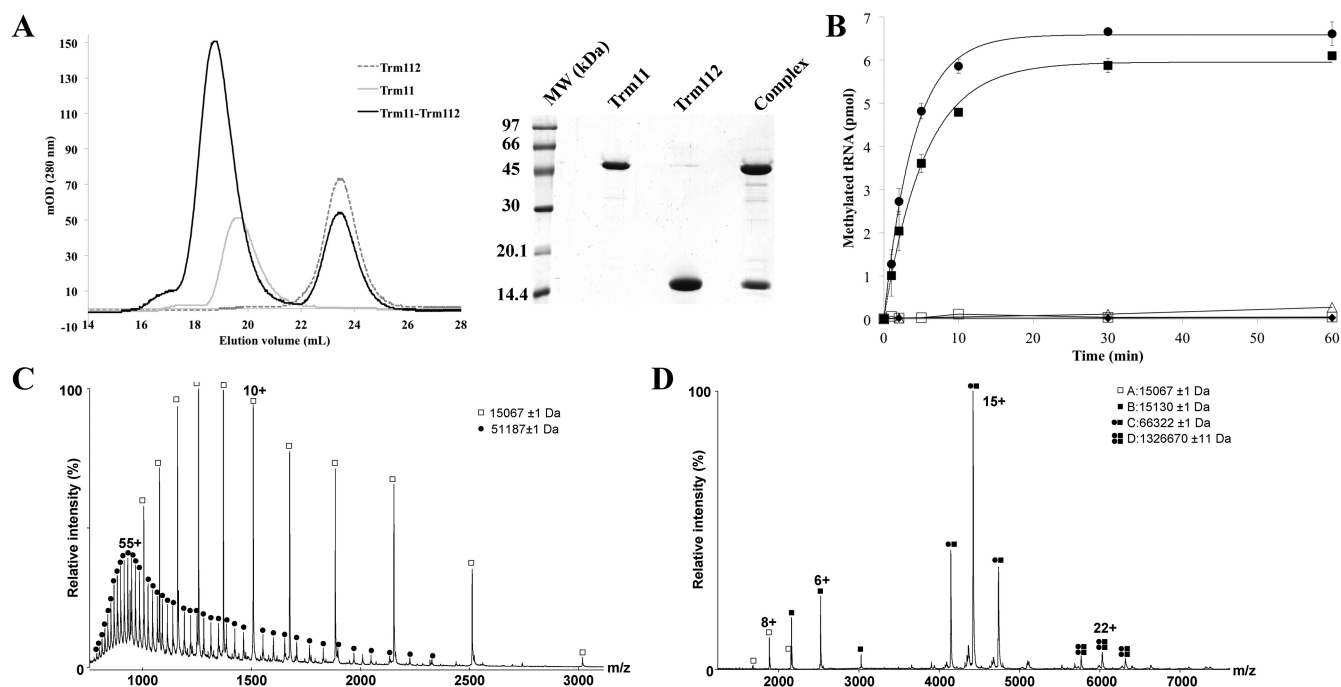 A
150
130
110
90
70
50
30
10
-10
mOD (280 nm)
14
16
18
20
22
24
26
28
Elution volume (mL)
Trm112
Trm11
Trm11-Trm112
MW (kDa)
Trm11
Trm112
Complex
97
66
45
30
20.1
14.4
B
7
6
5
4
3
2
1
0
Methylated tRNA (pmol)
0
10
20
30
40
50
60
Time (min)
C
100
0
Relative intensity (%)
55+
10+
15067 ±1 Da
51187±1 Da
1000
1500
2000
2500
3000
m/z
D
100
0
Relative intensity (%)
8+
6+
15+
22+
A:15067 ±1 Da
B:15130 ±1 Da
C:66322 ±1 Da
D:1326670 ±11 Da
2000
3000
4000
5000
6000
7000
m/z